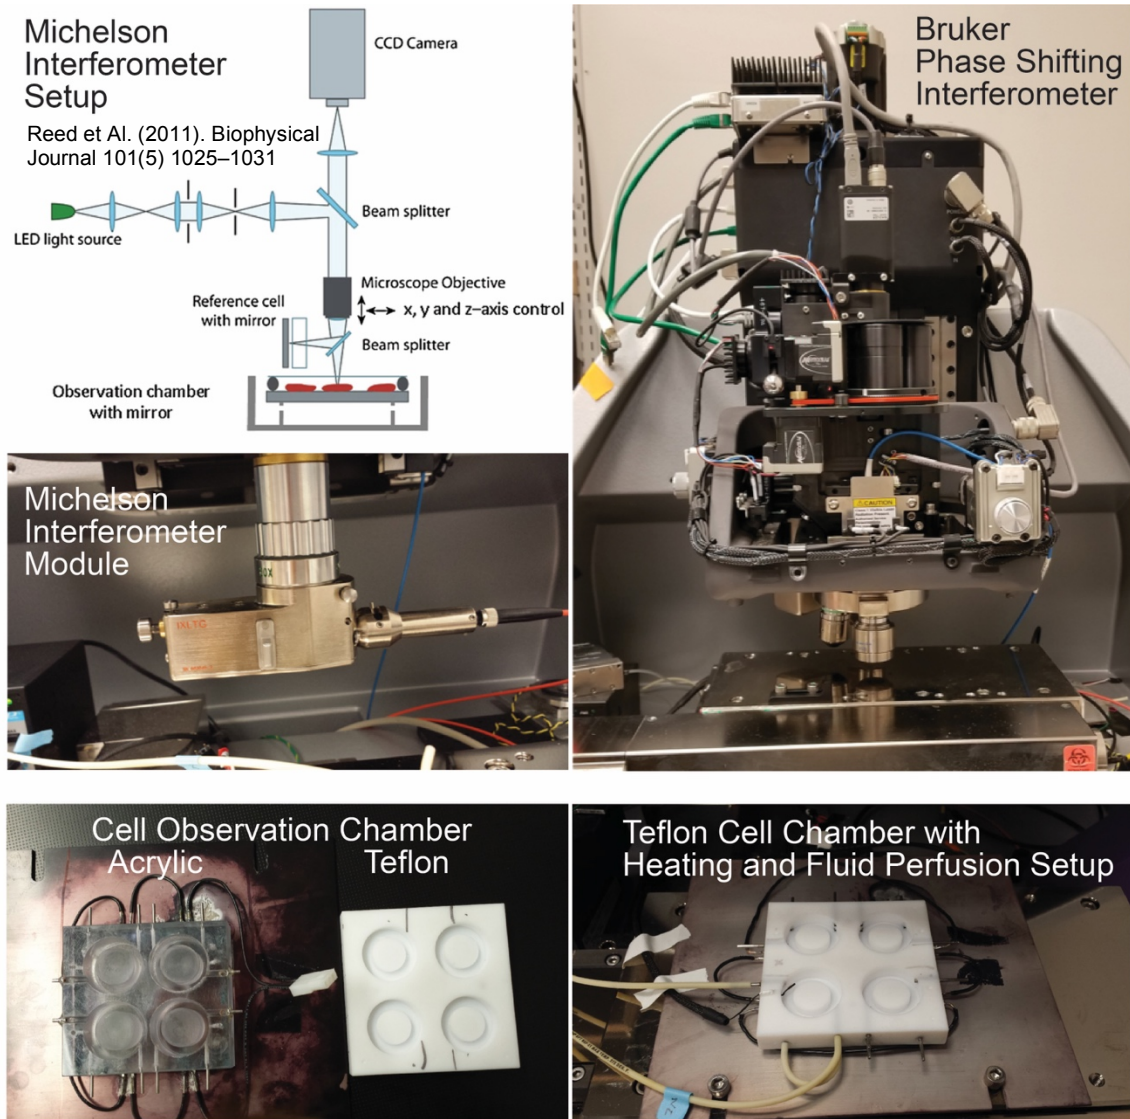 Michelson
Interferometer
Setup
Reed et Al. (2011). Biophysical
Journal 101(5) 1025–1031
CCD Camera
Beam splitter
LED light source
Microscope Objective
x, y and z–axis control
Reference cell
with mirror
Beam splitter
Observation chamber
with mirror
Bruker
Phase Shifting
Interferometer
CAUTION
Michelson
Interferometer
Module
Cell Observation Chamber
Acrylic
Teflon
Teflon Cell Chamber with
Heating and Fluid Perfusion Setup